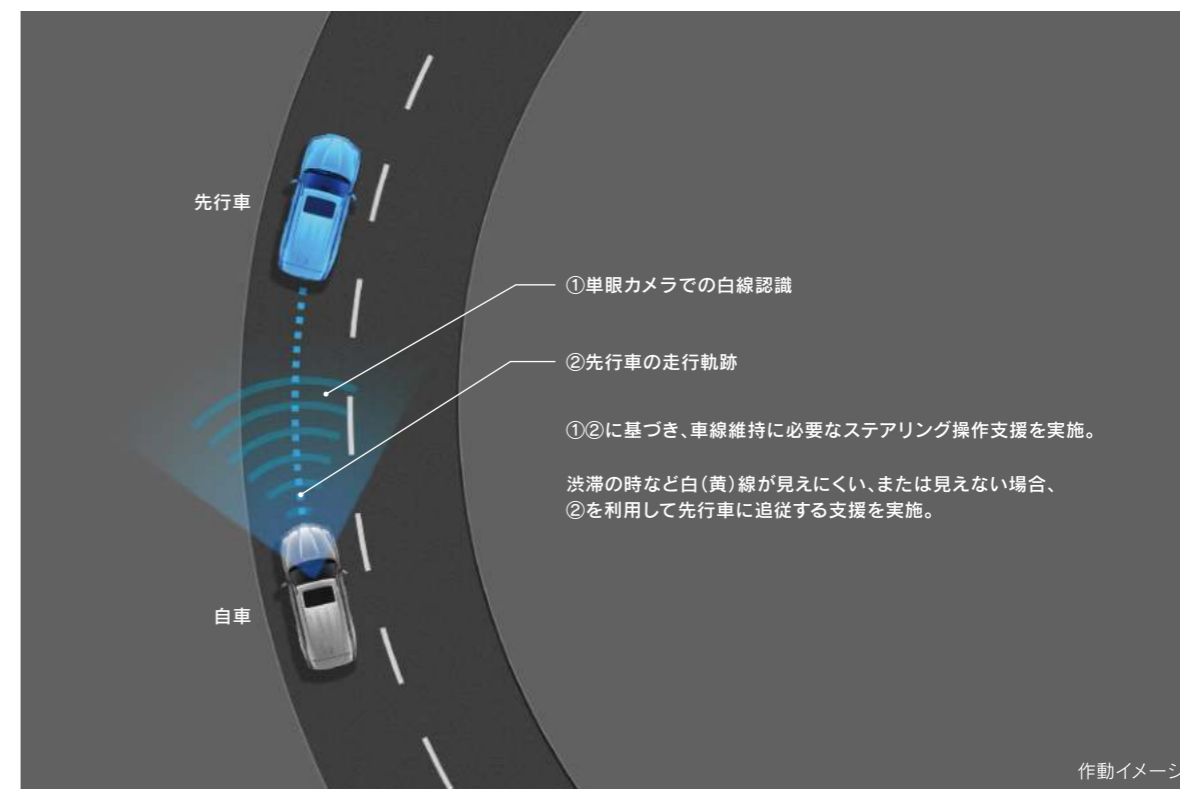 先行車
①単眼カメラでの白線認識
②先行車の走行軌跡
①②に基づき、車線維持に必要なステアリング操作支援を実施。
渋滞の時など白(黄)線が見えにくい、または見えない場合、
②を利用して先行車に追従する支援を実施。
自車
作動イメージ